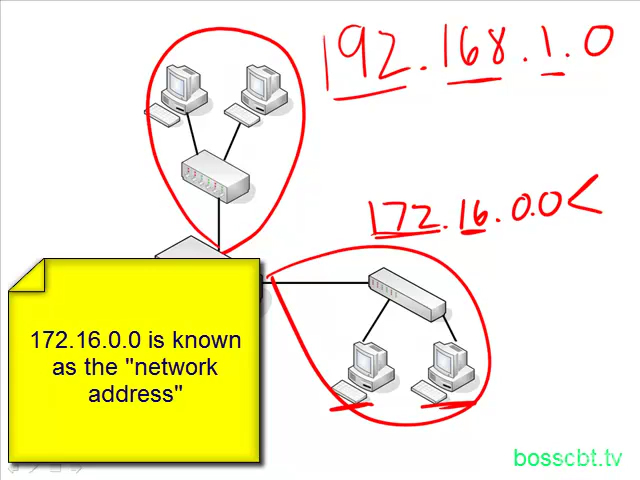 192.168.1.0
172.16.0.0<
172.16.0.0 is known
as the "network
address"
bosscbt.tv